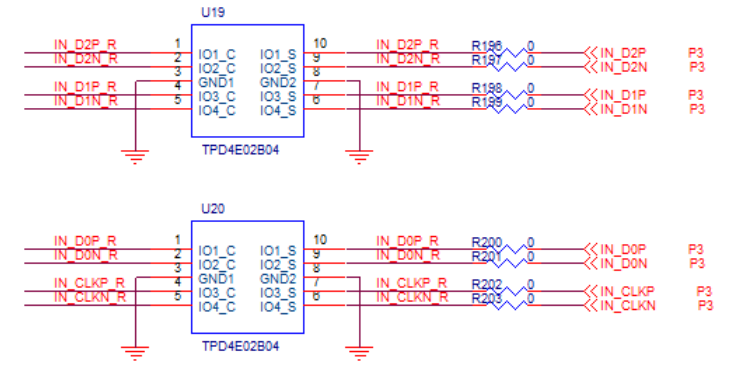 U19
IN_D2P_R 1 IO1_C IO1_S 10 IN_D2P_R R196 0 IN_D2P P3
IN_D2N_R 2 IO2_C IO2_S 9 IN_D2N_R R197 IN_D2N P3
3 GND1 GND2 8
IN_D1P_R 4 IO3_C IO3_S 7 IN_D1P_R R198 0 IN_D1P P3
IN_D1N_R 5 IO4_C IO4_S 6 IN_D1N_R R199 IN_D1N P3
TPD4E02B04
U20
IN_D0P_R 1 IO1_C IO1_S 10 IN_D0P_R R200 0 IN_D0P P3
IN_D0N_R 2 IO2_C IO2_S 9 IN_D0N_R R201 IN_D0N P3
3 GND1 GND2 8
IN_CLKP_R 4 IO3_C IO3_S 7 IN_CLKP_R R202 0 IN_CLKP P3
IN_CLKN_R 5 IO4_C IO4_S 6 IN_CLKN_R R203 IN_CLKN P3
TPD4E02B04